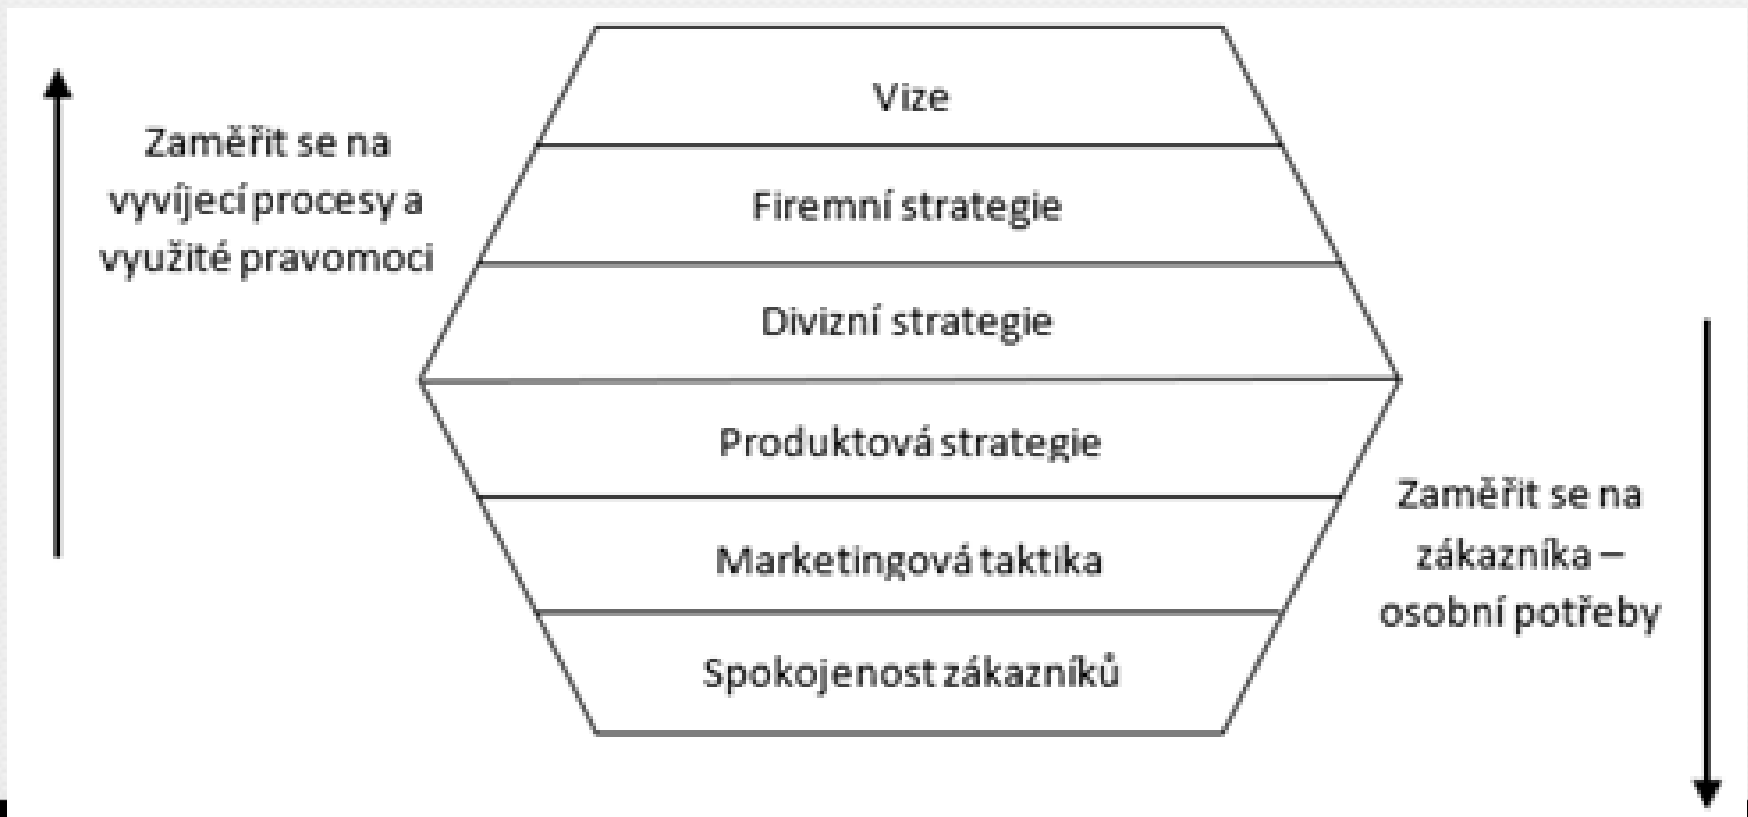 Vize
Zaměřit se na
vyvíjecí procesy a
využité pravomoci
Firemní strategie
Divizní strategie
Produktová strategie
Marketingová taktika
Spokojenost zákazníků
Zaměřit se na
zákazníka –
osobní potřeby